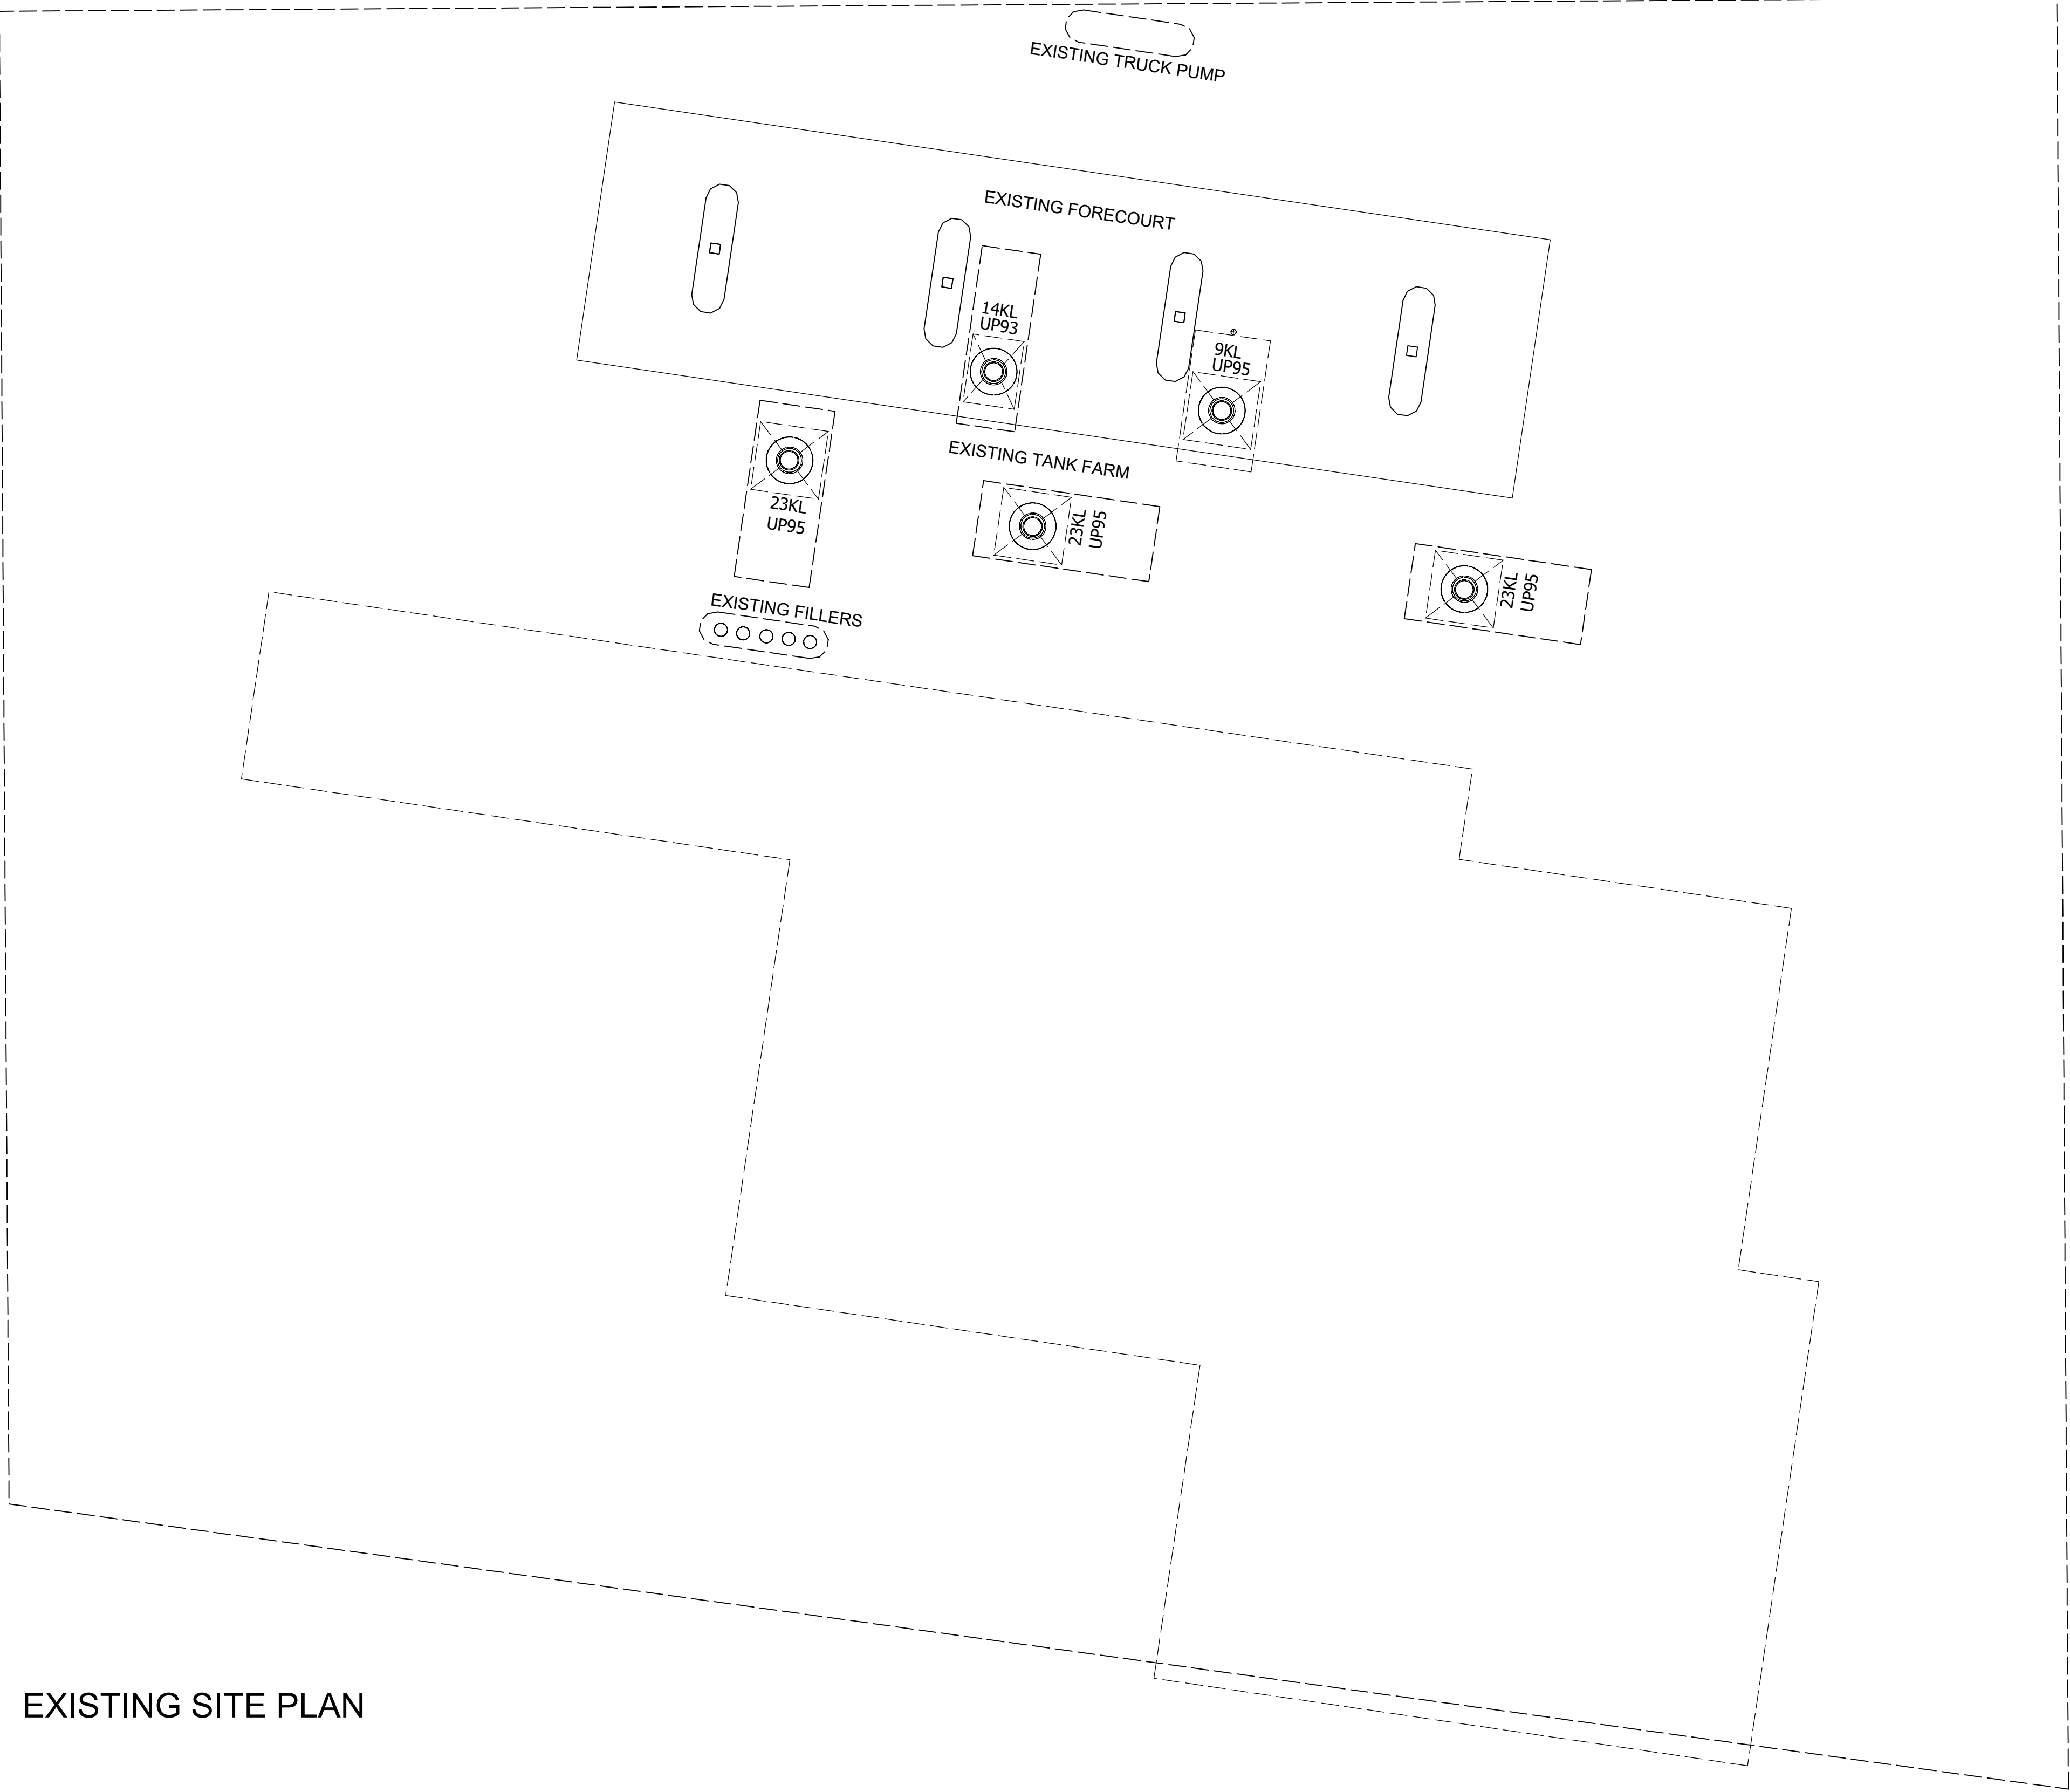 EXISTING TRUCK PUMP
EXISTING FORECOURT
14KL
UP93
9KL
UP95
EXISTING TANK FARM
23KL
UP95
23KL
UP95
23KL
UP95
EXISTING FILLERS
EXISTING SITE PLAN